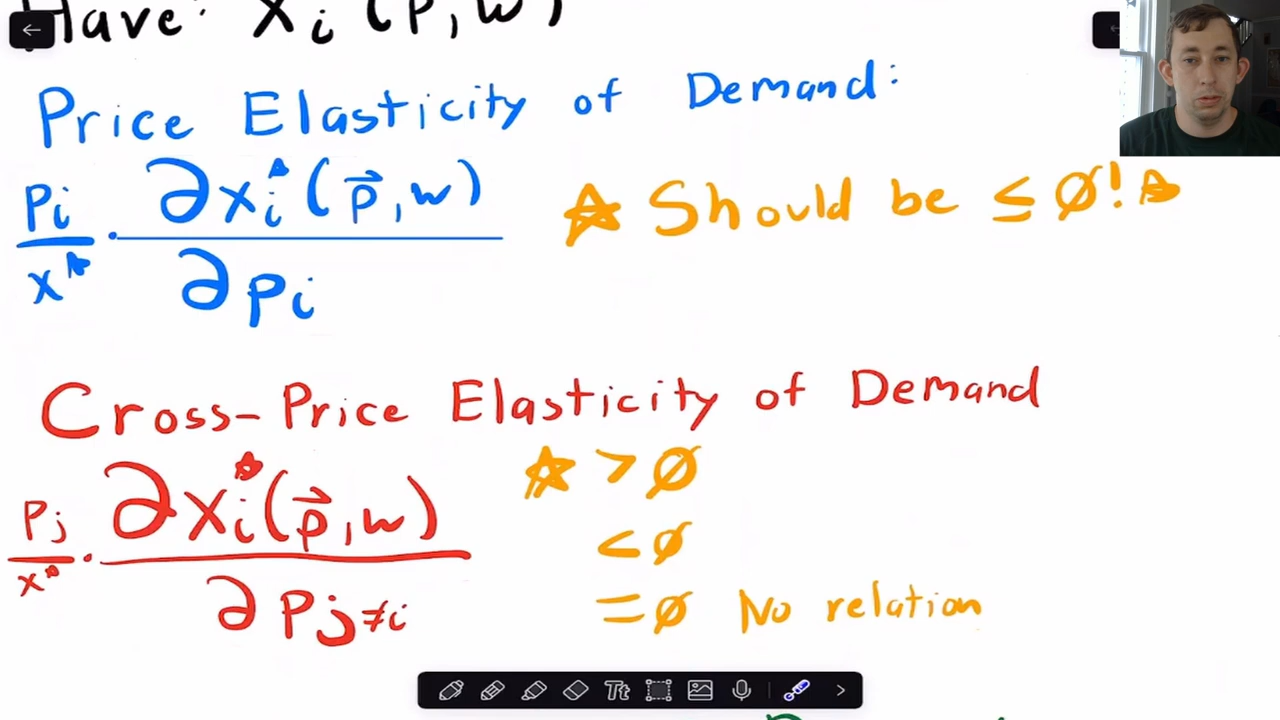 Have: Xi (P, W)
Price Elasticity of Demand:
Pi/x* · ∂xi*(p⃗, w)/∂pi ☆ Should be ≤ Ø! ☆
Cross-Price Elasticity of Demand
Pj/x* · ∂xi*(p⃗, w)/∂Pj≠i ☆ > Ø
< Ø
= Ø No relation
Tt